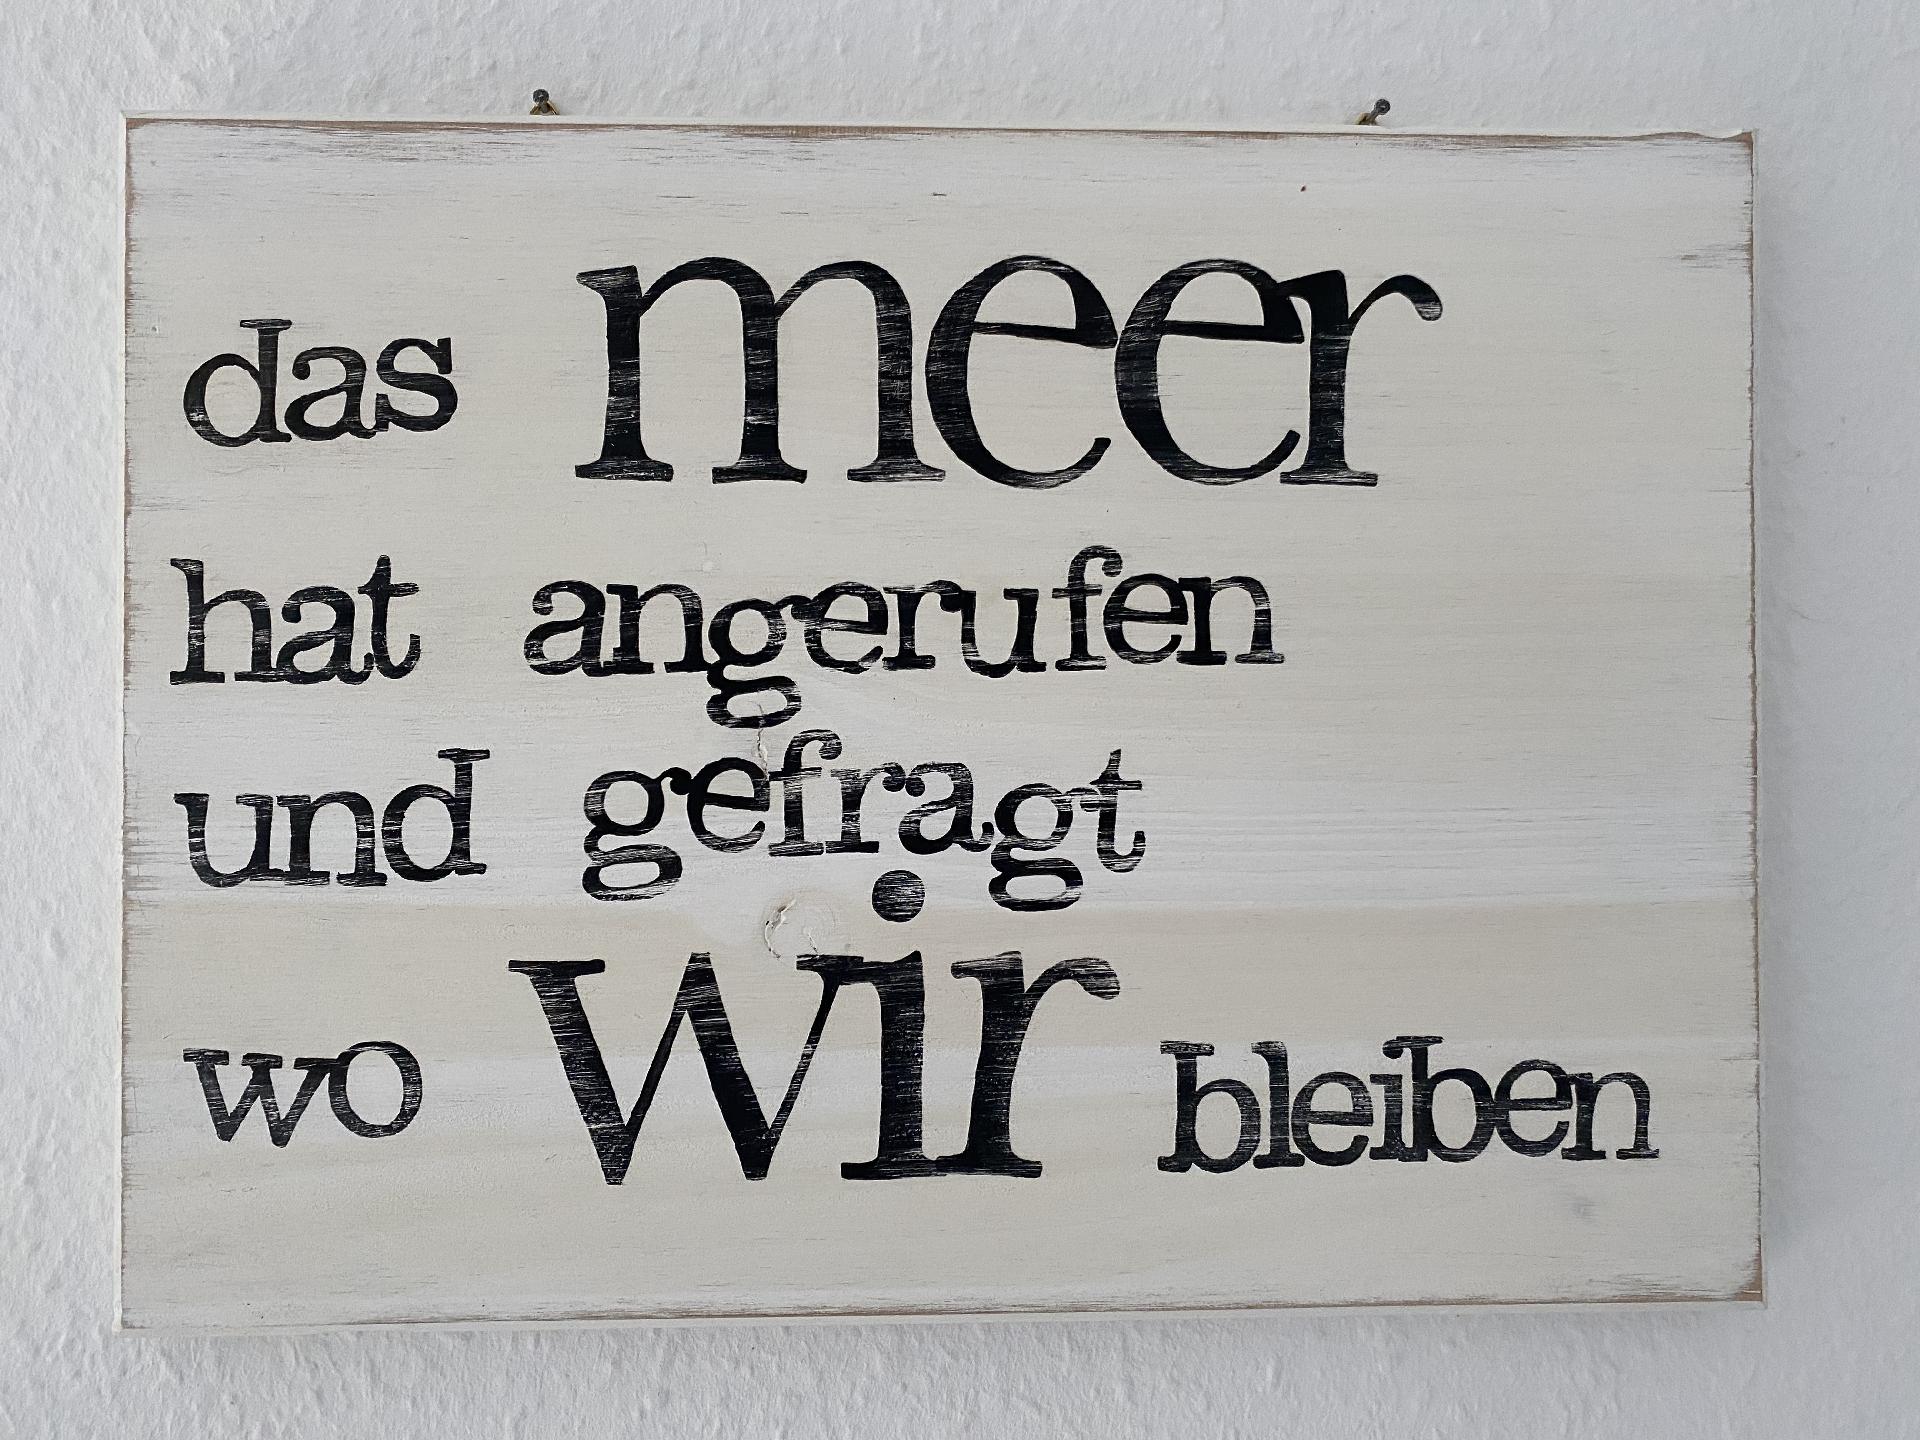 das meer
hat angerufen
und gefragt
wo wir bleiben